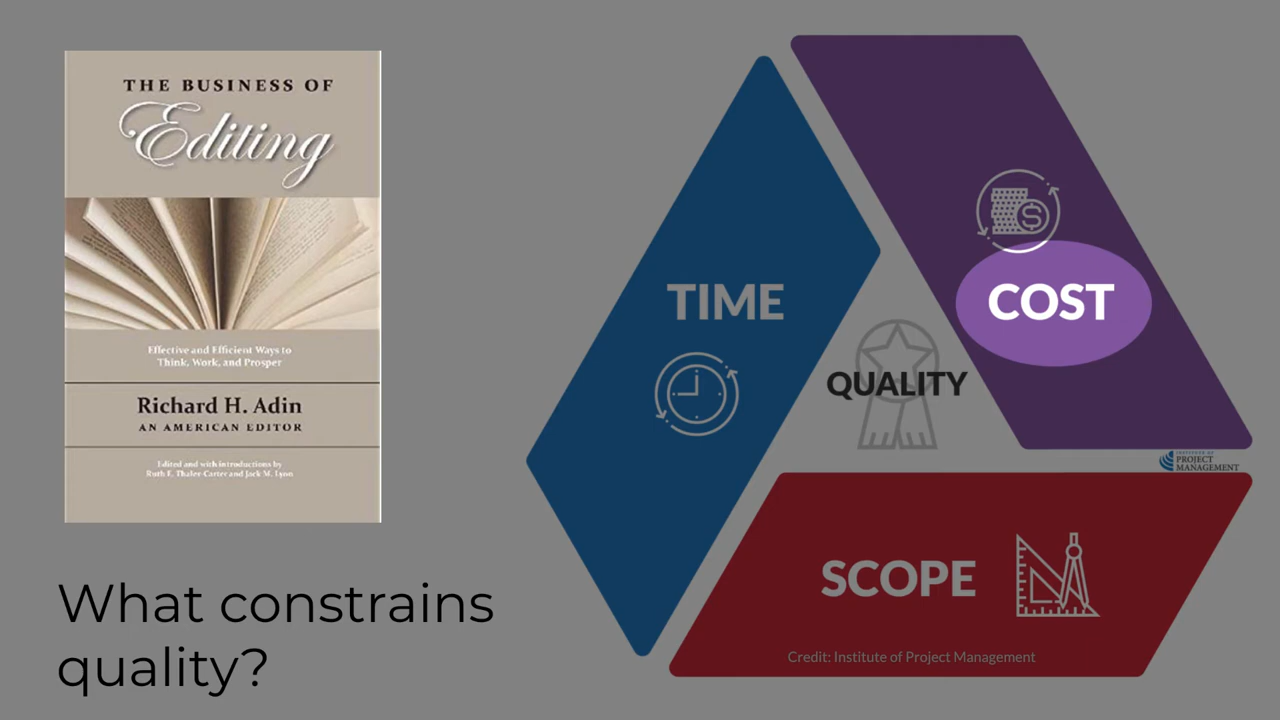 THE BUSINESS OF
Editing
Effective and Efficient Ways to
Think, Work, and Prosper
Richard H. Adin
AN AMERICAN EDITOR
Edited and with introductions by
Ruth E. Thaler-Carter and Jack M. Lyon
What constrains
quality?
TIME
COST
QUALITY
INSTITUTE OF
PROJECT
MANAGEMENT
SCOPE
Credit: Institute of Project Management